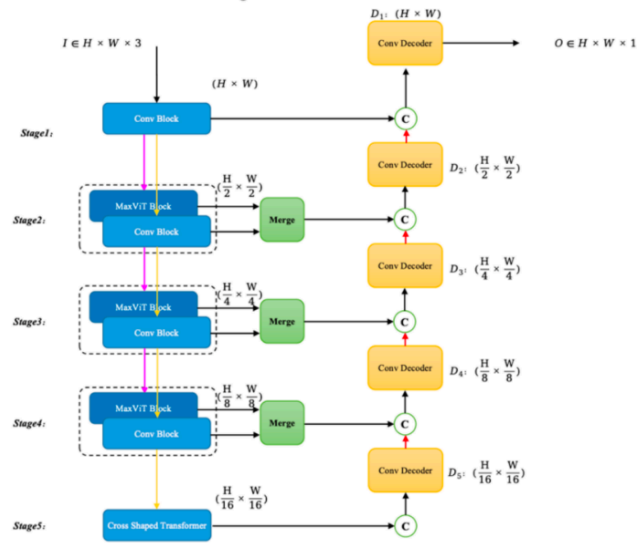 D₁: (H × W)
I ∈ H × W × 3
Conv Decoder
O ∈ H × W × 1
(H × W)
Stage1:
Conv Block
C
Conv Decoder
D₂: (H/2 × W/2)
(H/2 × W/2)
Stage2:
MaxViT Block
Conv Block
Merge
C
Conv Decoder
D₃: (H/4 × W/4)
(H/4 × W/4)
Stage3:
MaxViT Block
Conv Block
Merge
C
Conv Decoder
D₄: (H/8 × W/8)
(H/8 × W/8)
Stage4:
MaxViT Block
Conv Block
Merge
C
Conv Decoder
D₅: (H/16 × W/16)
(H/16 × W/16)
Stage5:
Cross Shaped Transformer
C